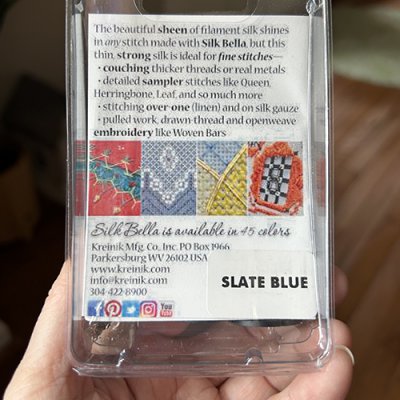 The beautiful sheen of filament silk shines
in any stitch made with Silk Bella, but this
thin, strong silk is ideal for fine stitches—
• couching thicker threads or real metals
• detailed sampler stitches like Queen,
Herringbone, Leaf, and so much more
• stitching over-one (linen) and on silk gauze
• pulled work, drawn-thread and openweave
embroidery like Woven Bars
Silk Bella is available in 45 colors
Kreinik Mfg. Co., Inc. PO Box 1966
Parkersburg WV 26102 USA
www.kreinik.com
info@kreinik.com
304-422-8900
SLATE BLUE
You
Tube